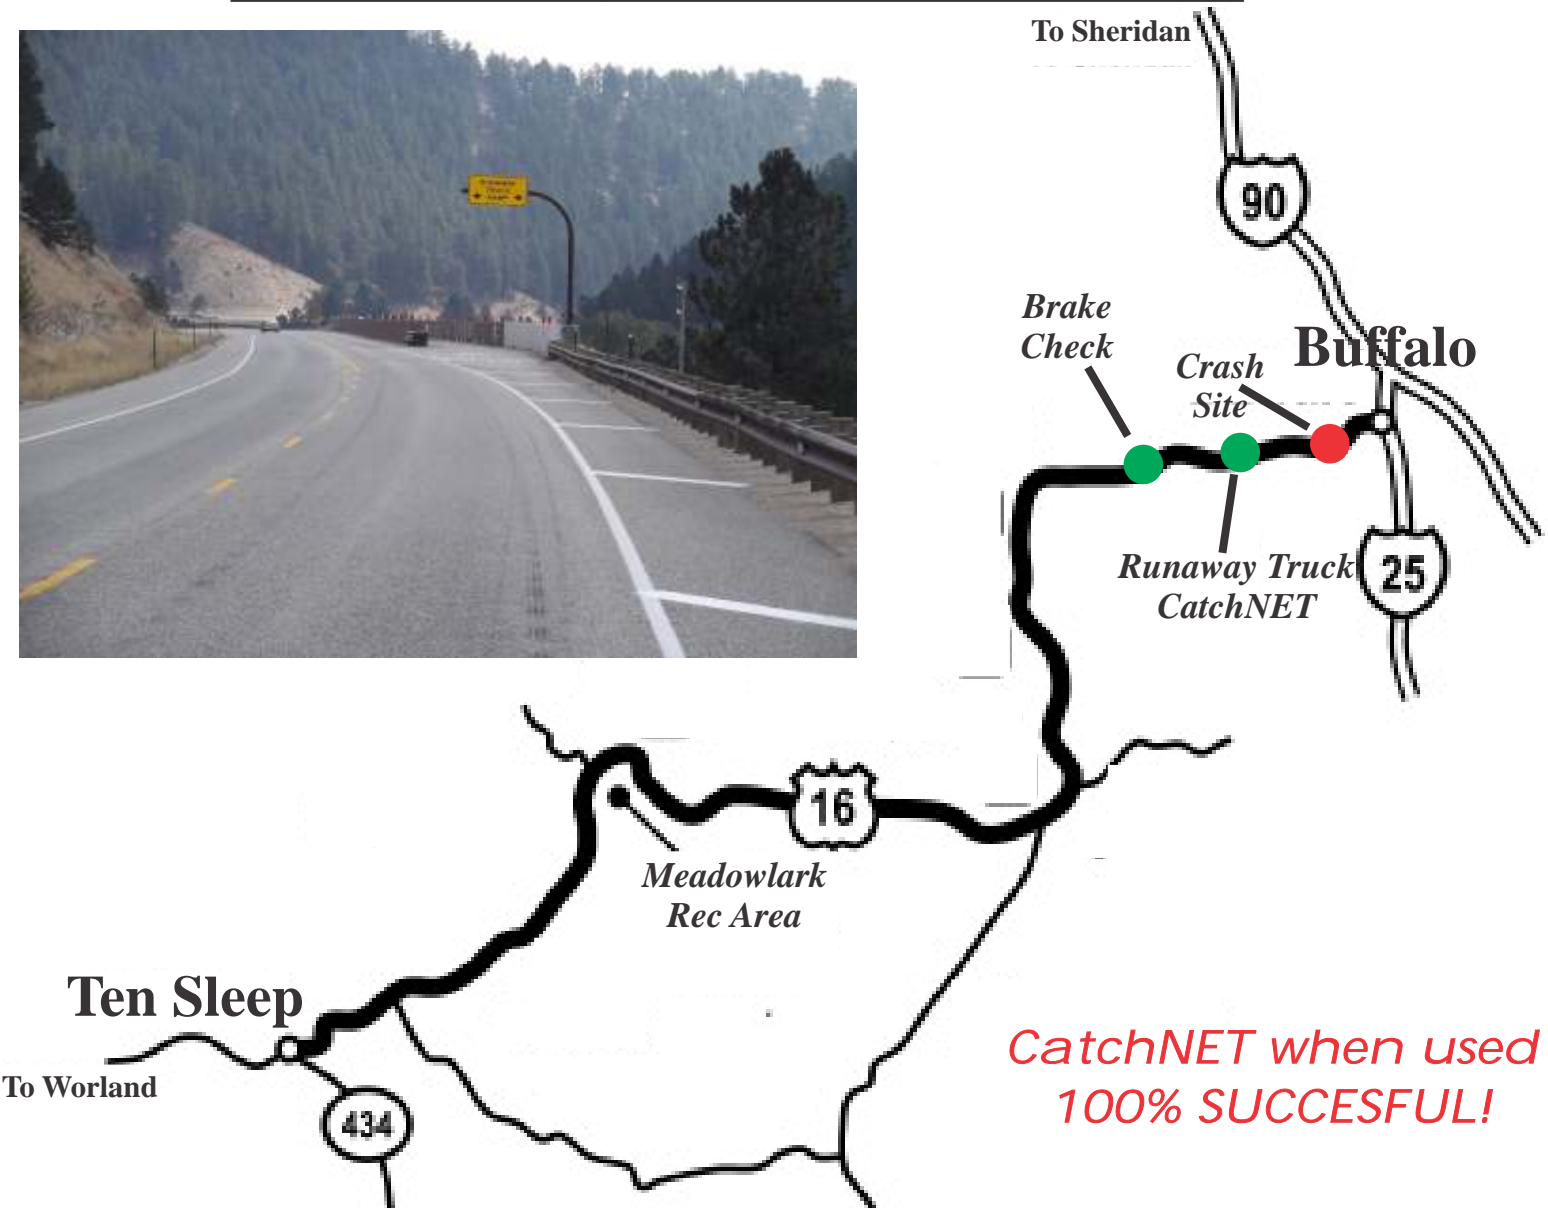 To Sheridan
90
Brake
Check
Crash
Site
Buffalo
Runaway Truck
CatchNET
25
16
Meadowlark
Rec Area
Ten Sleep
To Worland
434
CatchNET when used
100% SUCCESFUL!